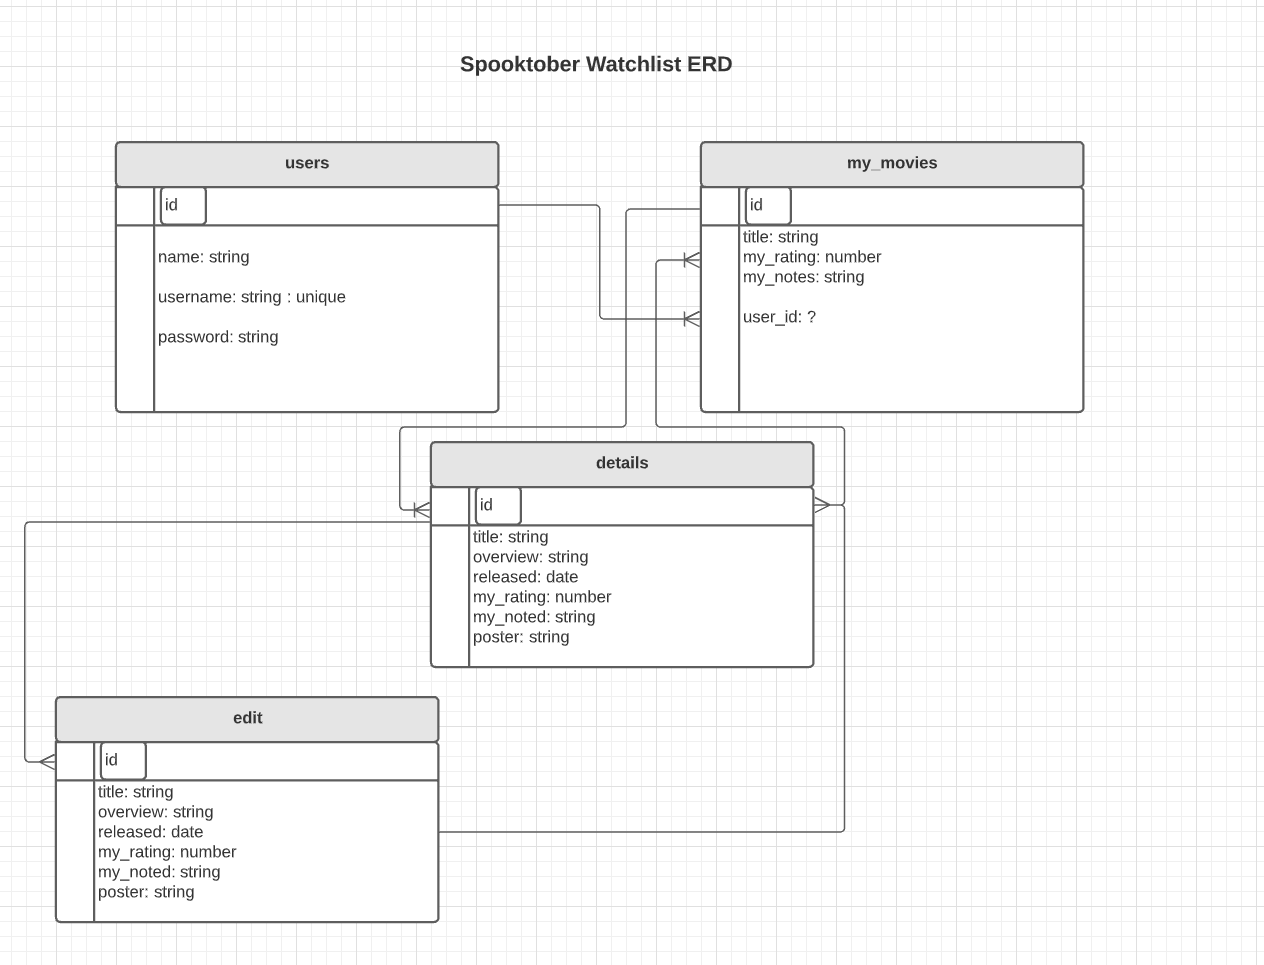 Spooktober Watchlist ERD
users
id
name: string
username: string : unique
password: string
my_movies
id
title: string
my_rating: number
my_notes: string
user_id: ?
details
id
title: string
overview: string
released: date
my_rating: number
my_noted: string
poster: string
edit
id
title: string
overview: string
released: date
my_rating: number
my_noted: string
poster: string